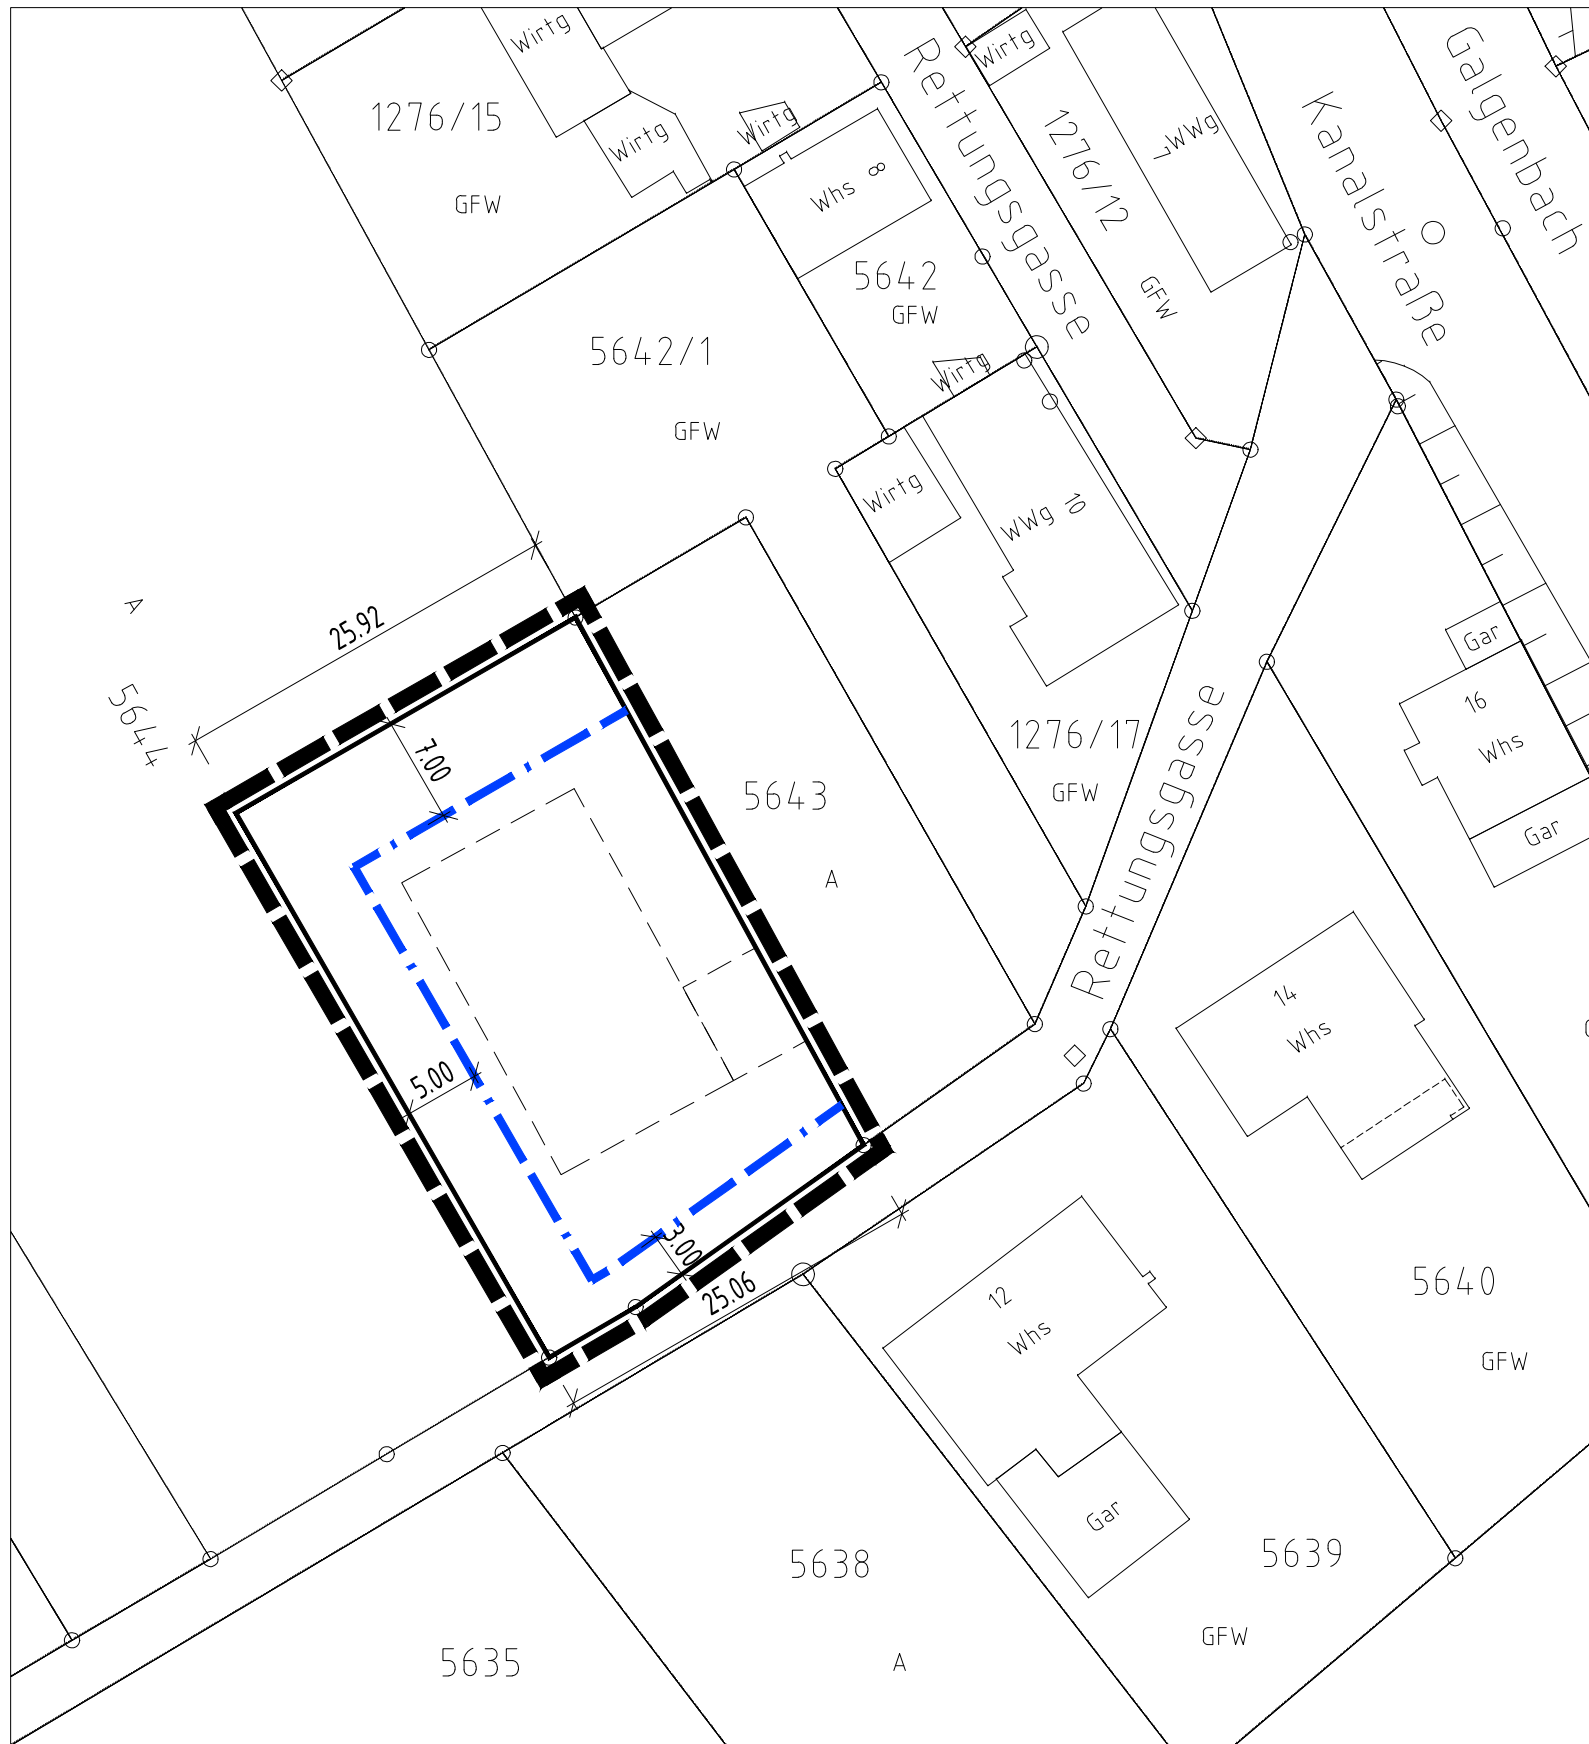 Wirtg
1276/15
Wirtg
GFW
Wirtg
Whs 8
Rettungsgasse
Wirtg
1276/12
7
WWg
GFW
Kanalstraße
Galgenbach
5642
GFW
5642/1
GFW
Wirtg
Wirtg
WWg 10
A
5644
25.92
7.00
5.00
3.00
25.06
5643
A
1276/17
GFW
Rettungsgasse
Gar
16
Whs
Gar
14
Whs
12
Whs
Gar
5640
GFW
5639
GFW
5638
A
5635